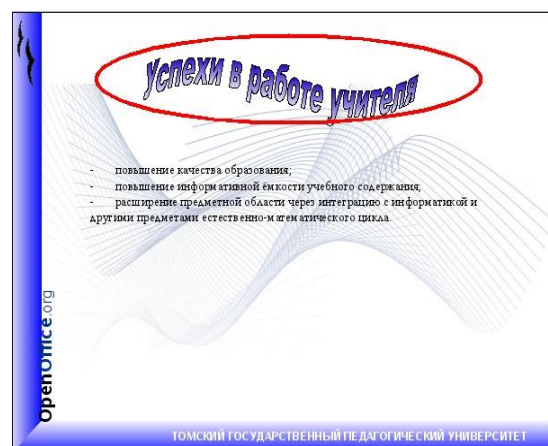 Успехи в работе учителя
- повышение качества образования;
- повышение информативной ёмкости учебного содержания;
- расширение предметной области через интеграцию с информатикой и
другими предметами естественно-математического цикла.
OpenOffice.org
ТОМСКИЙ ГОСУДАРСТВЕННЫЙ ПЕДАГОГИЧЕСКИЙ УНИВЕРСИТЕТ